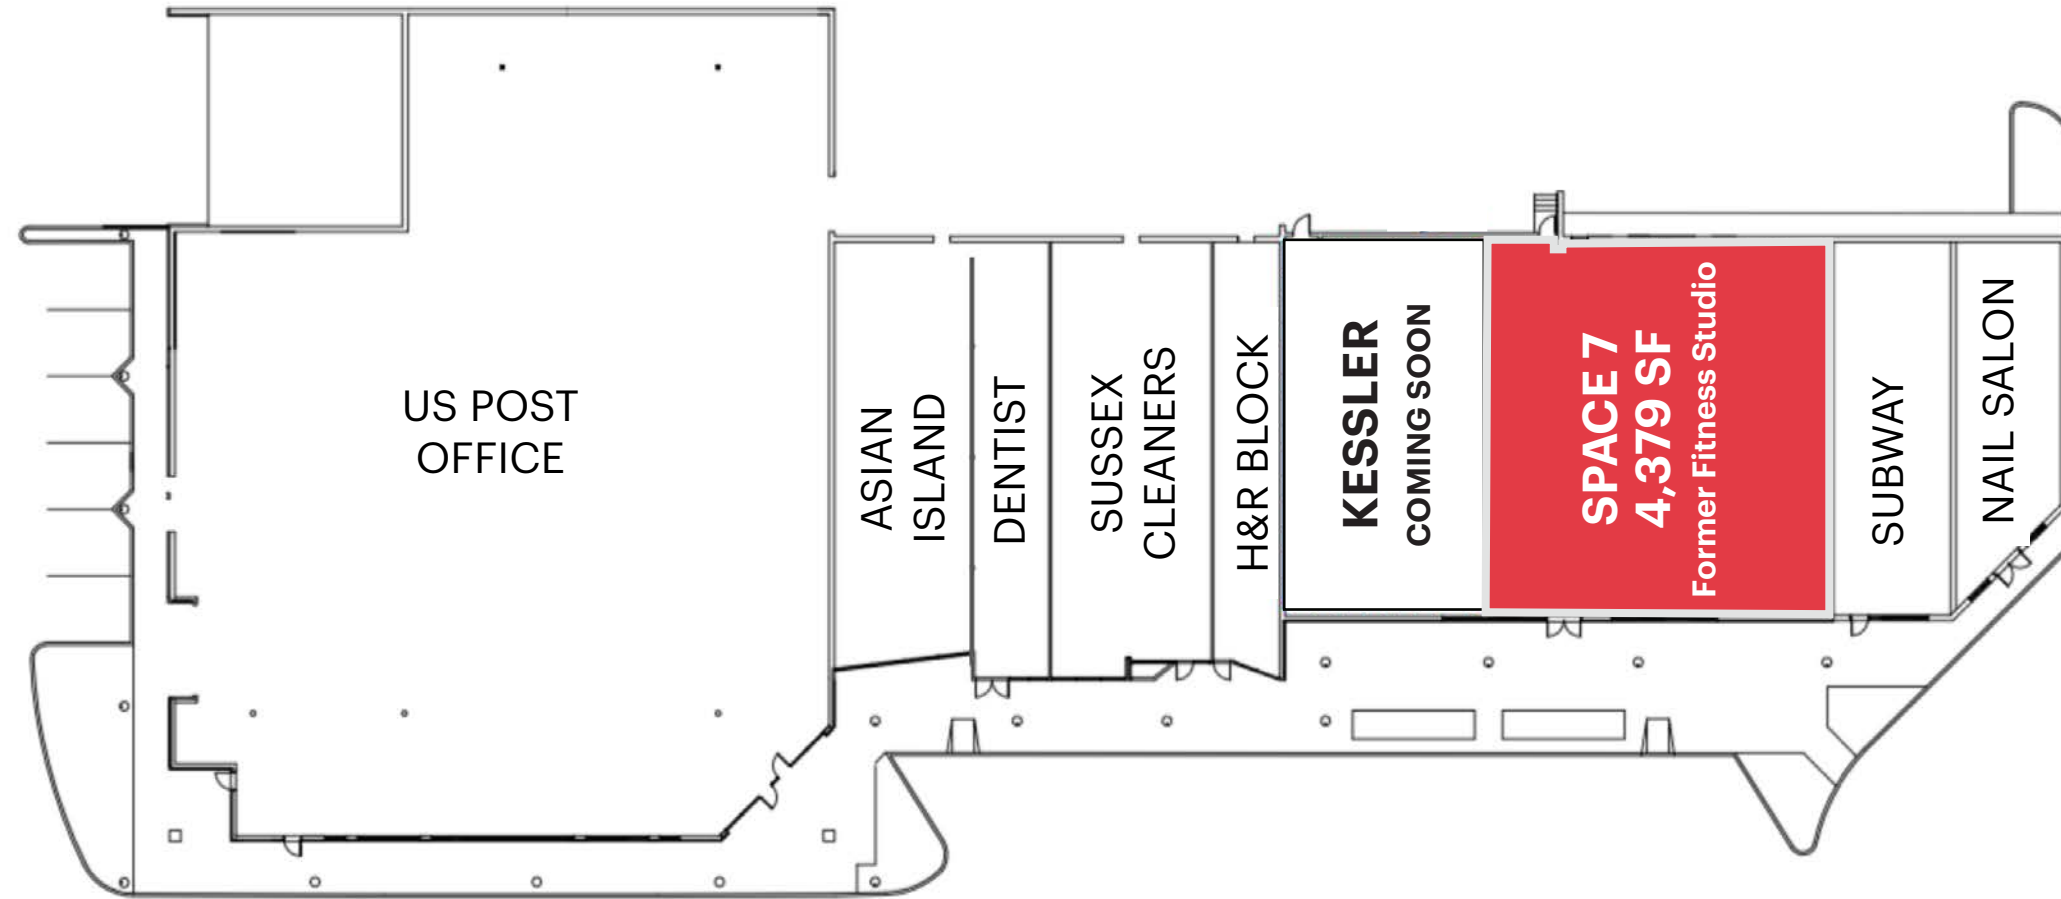 US POST
OFFICE
ASIAN
ISLAND
DENTIST
SUSSEX
CLEANERS
H&R BLOCK
KESSLER
COMING SOON
SPACE 7
4,379 SF
Former Fitness Studio
SUBWAY
NAIL SALON